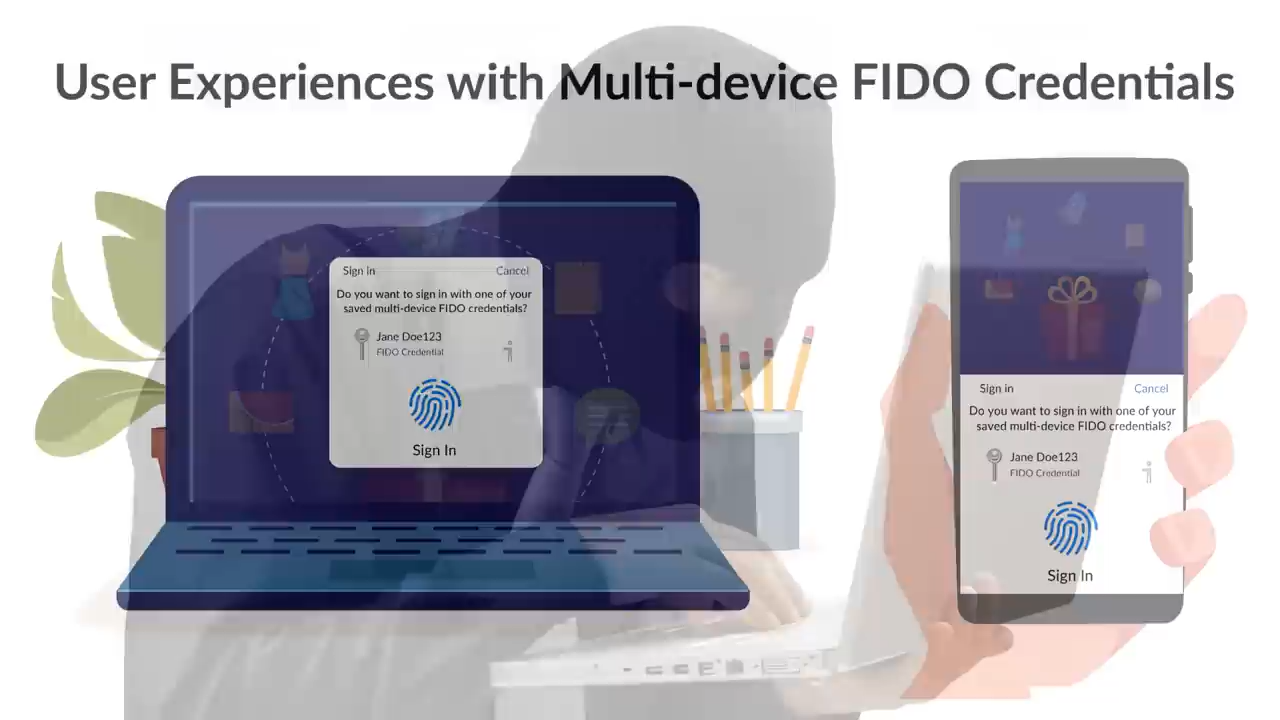 User Experiences with Multi-device FIDO Credentials
Sign in
Cancel
Do you want to sign in with one of your
saved multi-device FIDO credentials?
Jane Doe123
FIDO Credential
Sign In
Sign in
Cancel
Do you want to sign in with one of your
saved multi-device FIDO credentials?
Jane Doe123
FIDO Credential
Sign In